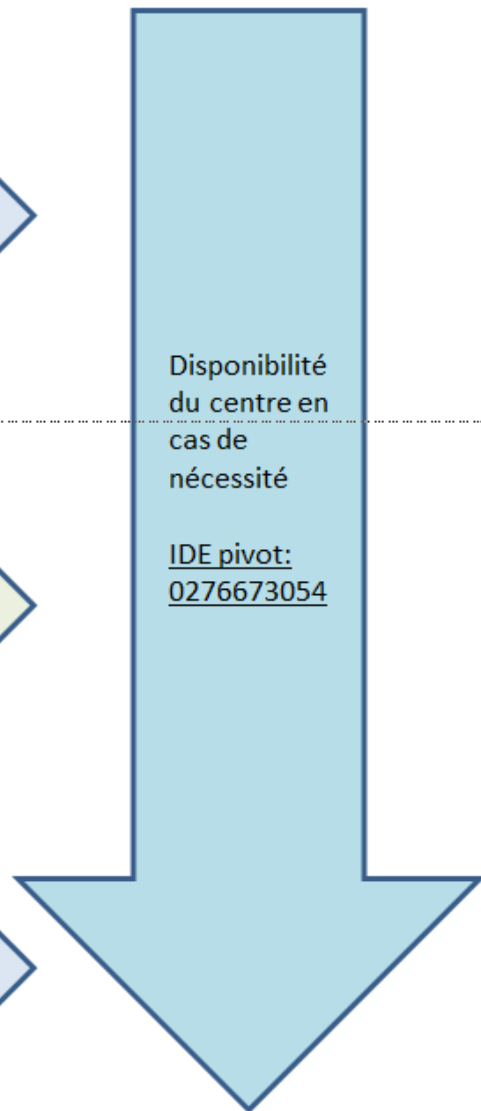 Disponibilité
du centre en
cas de
nécessité
IDE pivot:
0276673054